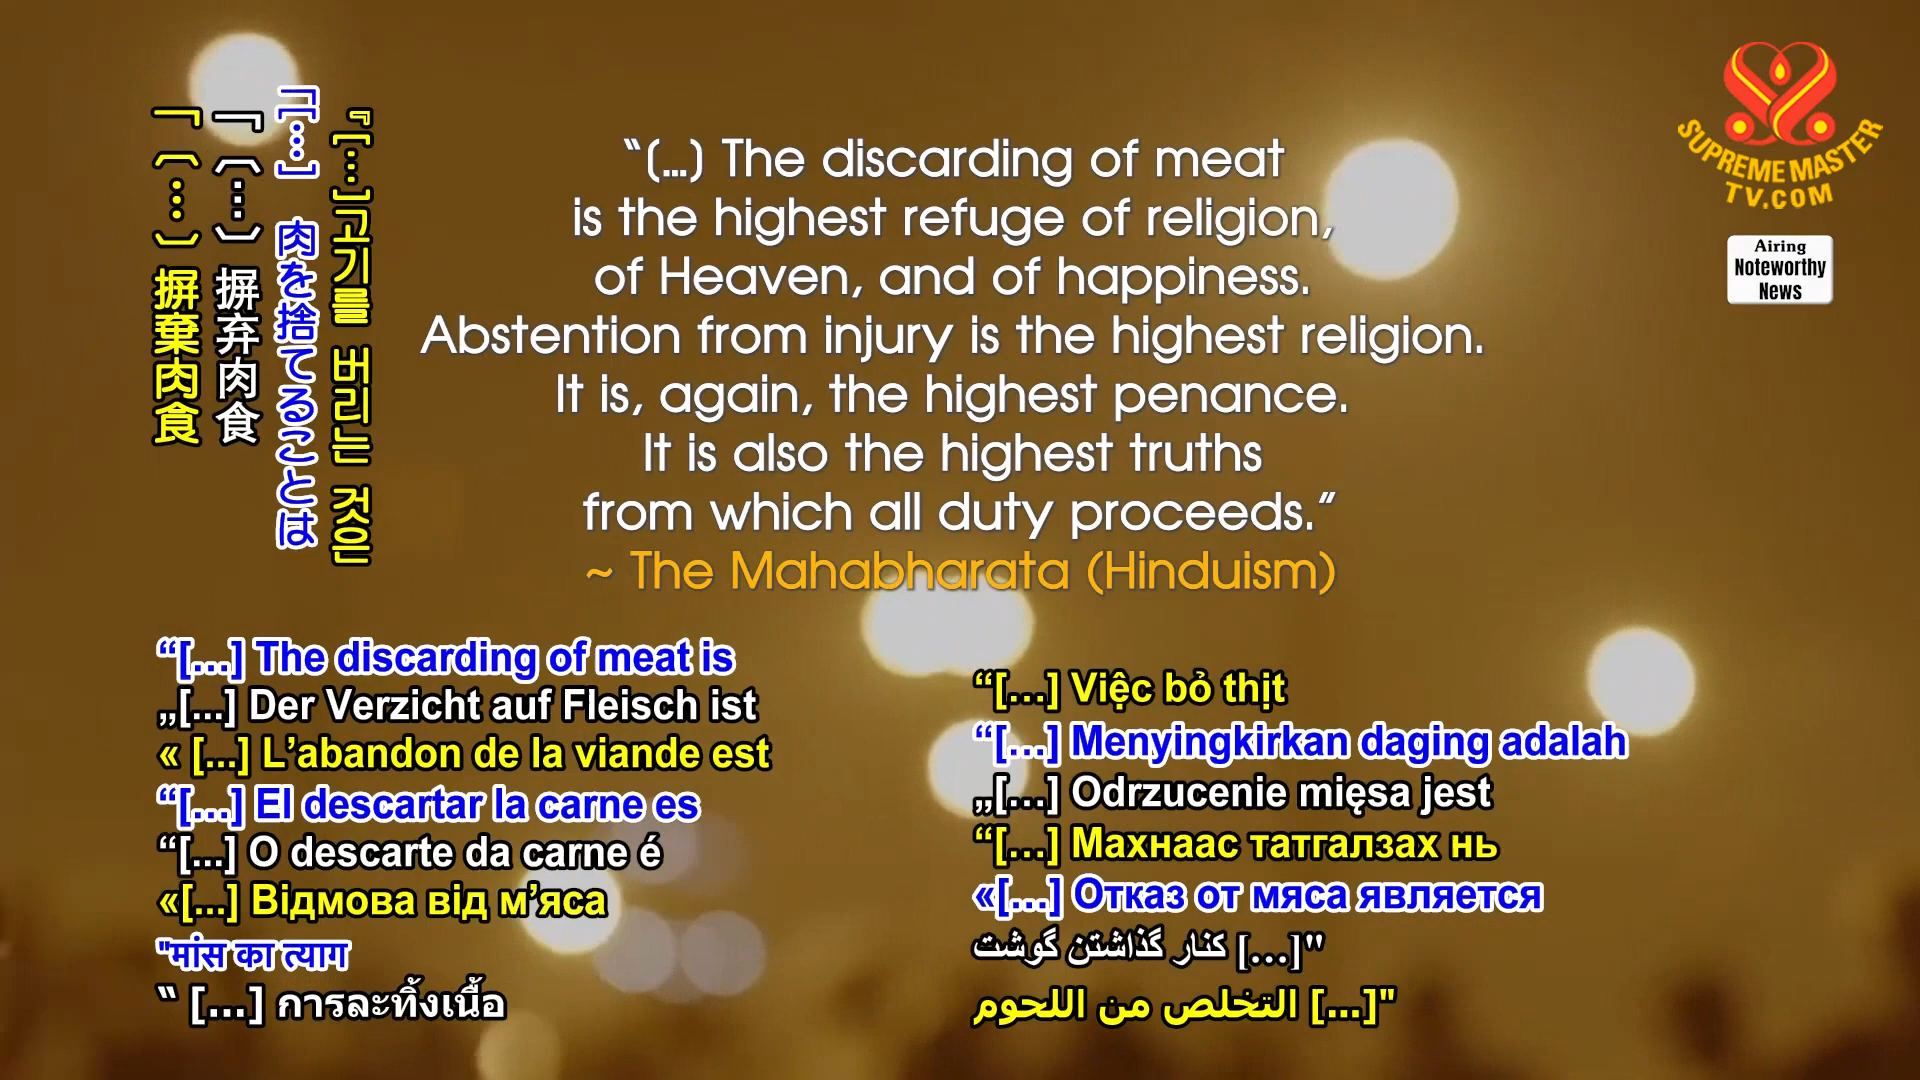 「〔…〕摒棄肉食
「〔…〕摒弃肉食
「[…] 肉を捨てることは
『[…]고기를 버리는 것은
“(...) The discarding of meat
is the highest refuge of religion,
of Heaven, and of happiness.
Abstention from injury is the highest religion.
It is, again, the highest penance.
It is also the highest truths
from which all duty proceeds.”
~ The Mahabharata (Hinduism)
SUPREME MASTER
TV.COM
Airing
Noteworthy
News
“[…] The discarding of meat is
„[...] Der Verzicht auf Fleisch ist
« [...] L’abandon de la viande est
“[…] El descartar la carne es
“[...] O descarte da carne é
«[...] Відмова від м’яса
"मांस का त्याग
“ […] การละทิ้งเนื้อ
“[…] Việc bỏ thịt
“[…] Menyingkirkan daging adalah
„[…] Odrzucenie mięsa jest
“[…] Махнаас татгалзах нь
«[…] Отказ от мяса является
"[…] کنار گذاشتن گوشت
"[...] التخلص من اللحوم